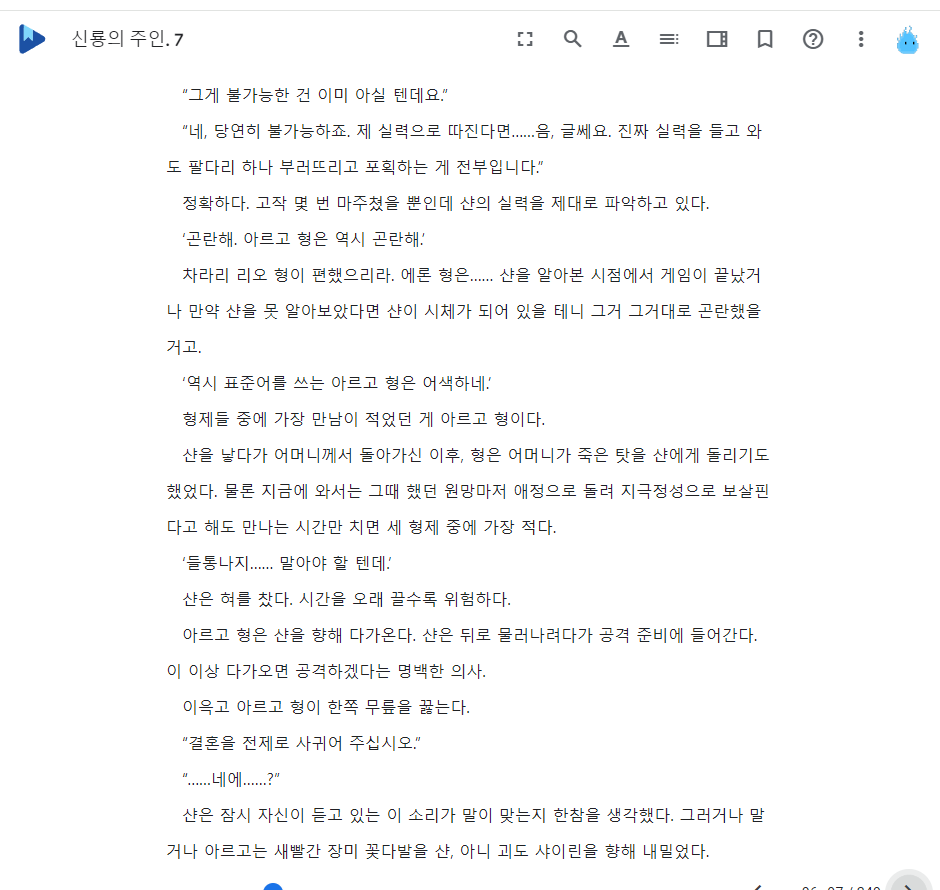 신룡의 주인. 7
“그게 불가능한 건 이미 아실 텐데요.”
“네, 당연히 불가능하죠. 제 실력으로 따진다면……음, 글쎄요. 진짜 실력을 들고 와
도 팔다리 하나 부러뜨리고 포획하는 게 전부입니다.”
정확하다. 고작 몇 번 마주쳤을 뿐인데 샨의 실력을 제대로 파악하고 있다.
‘곤란해. 아르고 형은 역시 곤란해.’
차라리 리오 형이 편했으리라. 에론 형은…… 샨을 알아본 시점에서 게임이 끝났거
나 만약 샨을 못 알아보았다면 샨이 시체가 되어 있을 테니 그거 그거대로 곤란했을
거고.
‘역시 표준어를 쓰는 아르고 형은 어색하네.’
형제들 중에 가장 만남이 적었던 게 아르고 형이다.
샨을 낳다가 어머니께서 돌아가신 이후, 형은 어머니가 죽은 탓을 샨에게 돌리기도
했었다. 물론 지금에 와서는 그때 했던 원망마저 애정으로 돌려 지극정성으로 보살핀
다고 해도 만나는 시간만 치면 세 형제 중에 가장 적다.
‘들통나지…… 말아야 할 텐데.’
샨은 혀를 찼다. 시간을 오래 끌수록 위험하다.
아르고 형은 샨을 향해 다가온다. 샨은 뒤로 물러나려다가 공격 준비에 들어간다.
이 이상 다가오면 공격하겠다는 명백한 의사.
이윽고 아르고 형이 한쪽 무릎을 꿇는다.
“결혼을 전제로 사귀어 주십시오.”
“……네에……?”
샨은 잠시 자신이 듣고 있는 이 소리가 말이 맞는지 한참을 생각했다. 그러거나 말
거나 아르고는 새빨간 장미 꽃다발을 샨, 아니 괴도 샤이린을 향해 내밀었다.